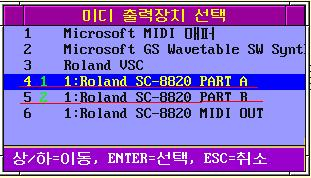 미디 출력장치 선택
1 Microsoft MIDI 매퍼
2 Microsoft GS Wavetable SW Synt
3 Roland VSC
4 1 1:Roland SC-8820 PART A
5 2 1:Roland SC-8820 PART B
6 1:Roland SC-8820 MIDI OUT
상/하=이동, ENTER=선택, ESC=취소